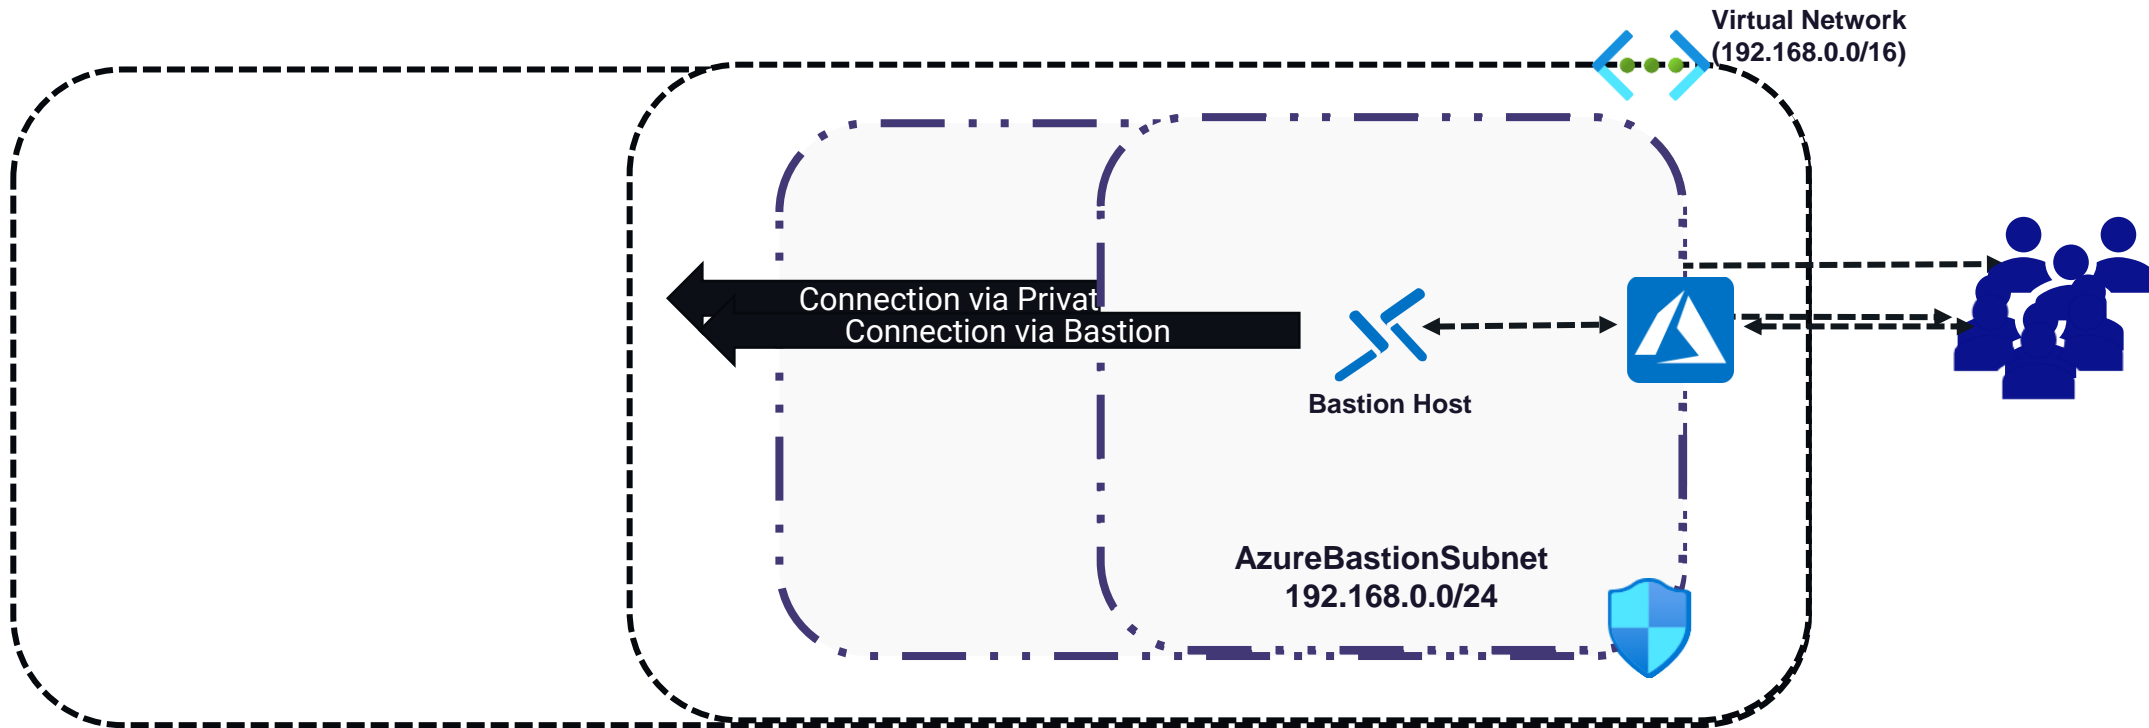 Virtual Network
(192.168.0.0/16)
Connection via Privat
Connection via Bastion
Bastion Host
AzureBastionSubnet
192.168.0.0/24